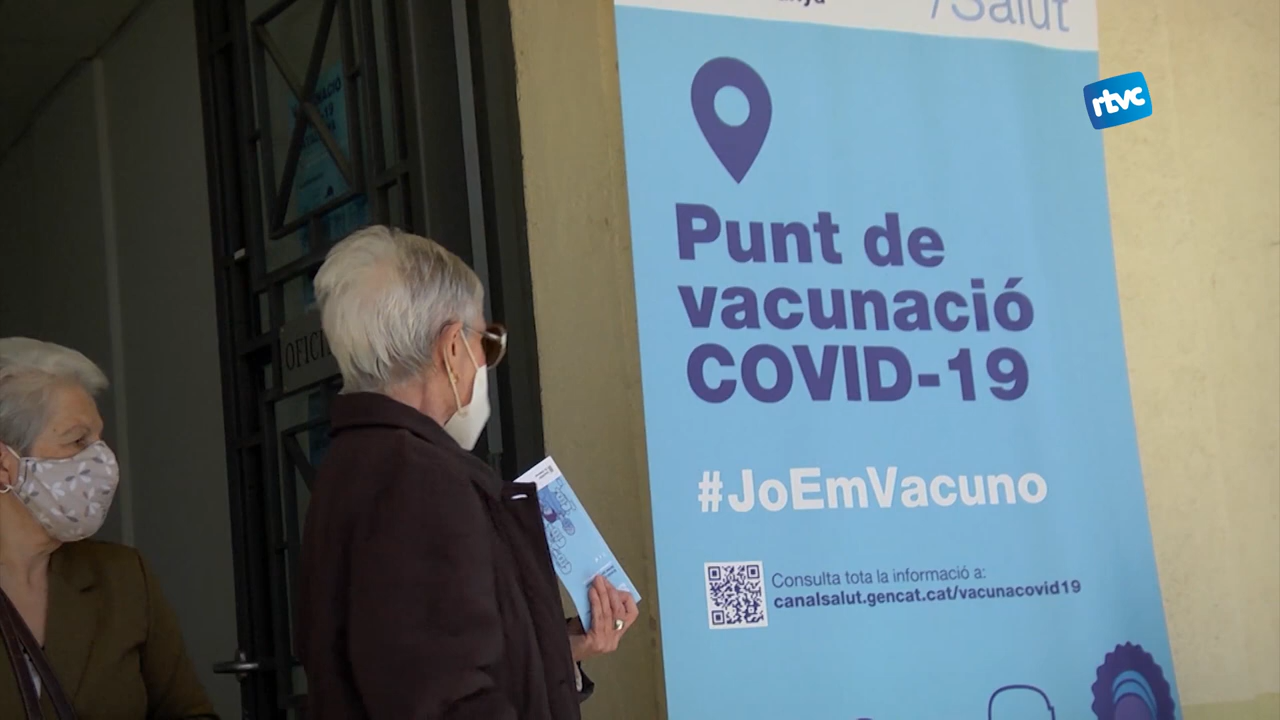 /Salut
rtvc
Punt de
vacunació
COVID-19
#JoEmVacuno
Consulta tota la informació a:
canalsalut.gencat.cat/vacunacovid19